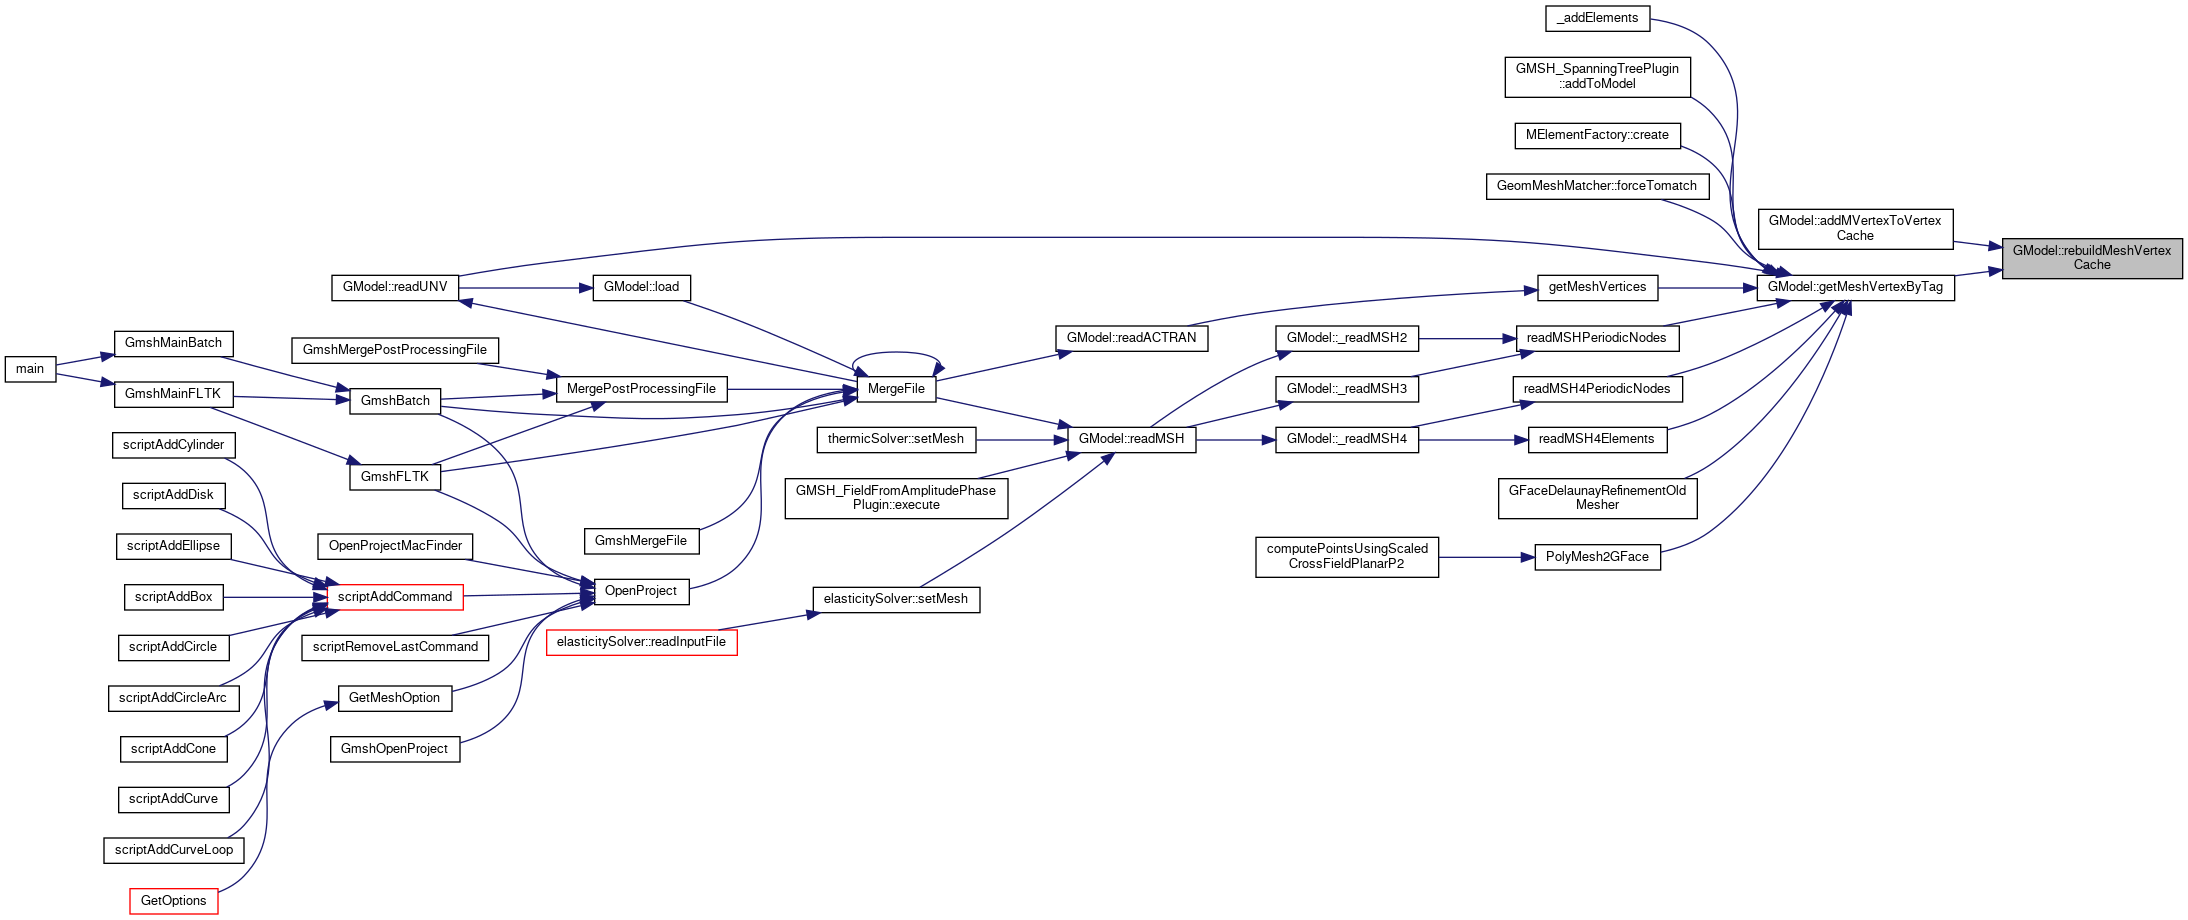 _addElements
GMSH_SpanningTreePlugin
::addToModel
MElementFactory::create
GeomMeshMatcher::forceTomatch
GModel::addMVertexToVertex
Cache
GModel::rebuildMeshVertex
Cache
GModel::readUNV
GModel::load
getMeshVertices
GModel::getMeshVertexByTag
GmshMainBatch
GmshMergePostProcessingFile
GModel::readACTRAN
GModel::_readMSH2
readMSHPeriodicNodes
main
GmshMainFLTK
GmshBatch
MergePostProcessingFile
MergeFile
GModel::_readMSH3
readMSH4PeriodicNodes
scriptAddCylinder
thermicSolver::setMesh
GModel::readMSH
GModel::_readMSH4
readMSH4Elements
GmshFLTK
scriptAddDisk
GMSH_FieldFromAmplitudePhase
Plugin::execute
GFaceDelaunayRefinementOld
Mesher
scriptAddEllipse
OpenProjectMacFinder
GmshMergeFile
computePointsUsingScaled
CrossFieldPlanarP2
PolyMesh2GFace
scriptAddBox
scriptAddCommand
OpenProject
elasticitySolver::setMesh
scriptAddCircle
scriptRemoveLastCommand
elasticitySolver::readInputFile
scriptAddCircleArc
GetMeshOption
scriptAddCone
GmshOpenProject
scriptAddCurve
scriptAddCurveLoop
GetOptions